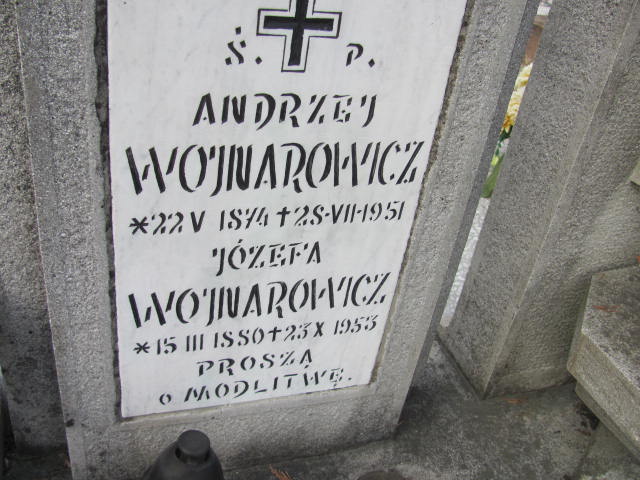 Ś. P.
ANDRZEJ
WOJNAROWICZ
*22 V 1874 + 28-VII-1951
JÓZEFA
WOJNAROWICZ
*15 III 1880 + 23 X 1953
PROSZĄ
O MODLITWĘ.